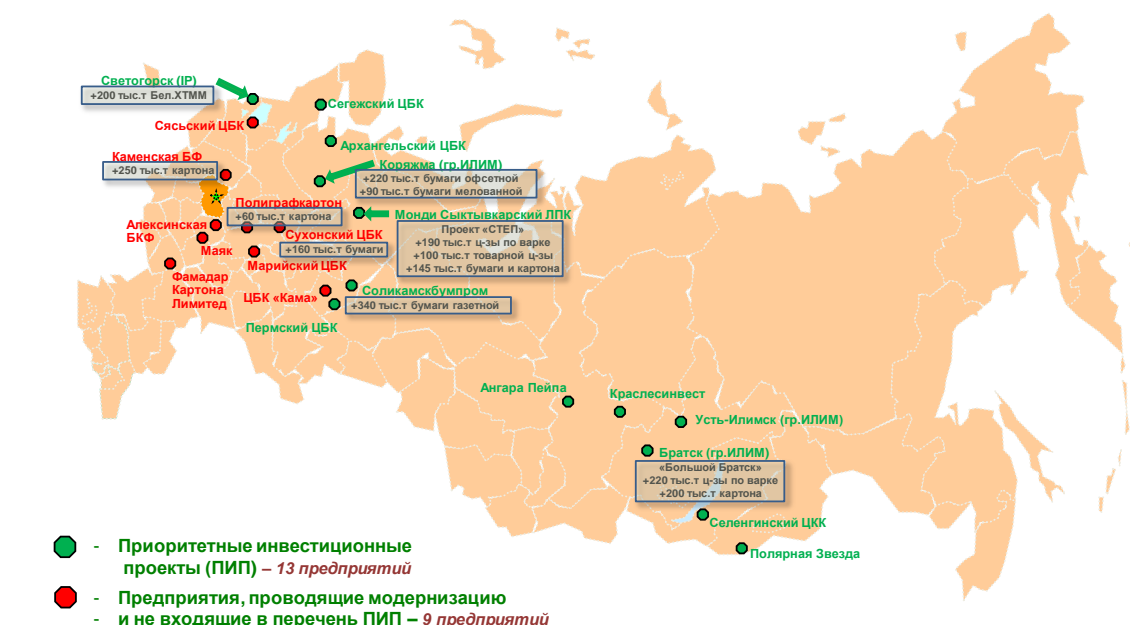 Светогорск (IP)
+200 тыс.т Бел.ХТММ
Сегежский ЦБК
Сясьский ЦБК
Архангельский ЦБК
Каменская БФ
+250 тыс.т картона
Коряжма (гр.ИЛИМ)
+220 тыс.т бумаги офсетной
+90 тыс.т бумаги мелованной
Полиграфкартон
+60 тыс.т картона
Монди Сыктывкарский ЛПК
Проект «СТЕП»
+190 тыс.т ц-зы по варке
+100 тыс.т товарной ц-зы
+145 тыс.т бумаги и картона
Алексинская
БКФ
Сухонский ЦБК
+160 тыс.т бумаги
Маяк
Марийский ЦБК
Фамадар
Картона
Лимитед
ЦБК «Кама»
Соликамскбумпром
+340 тыс.т бумаги газетной
Пермский ЦБК
Ангара Пейпа
Краслесинвест
Усть-Илимск (гр.ИЛИМ)
Братск (гр.ИЛИМ)
«Большой Братск»
+220 тыс.т ц-зы по варке
+200 тыс.т картона
Селенгинский ЦКК
Полярная Звезда
- Приоритетные инвестиционные
проекты (ПИП) – 13 предприятий
- Предприятия, проводящие модернизацию
- и не входящие в перечень ПИП – 9 предприятий